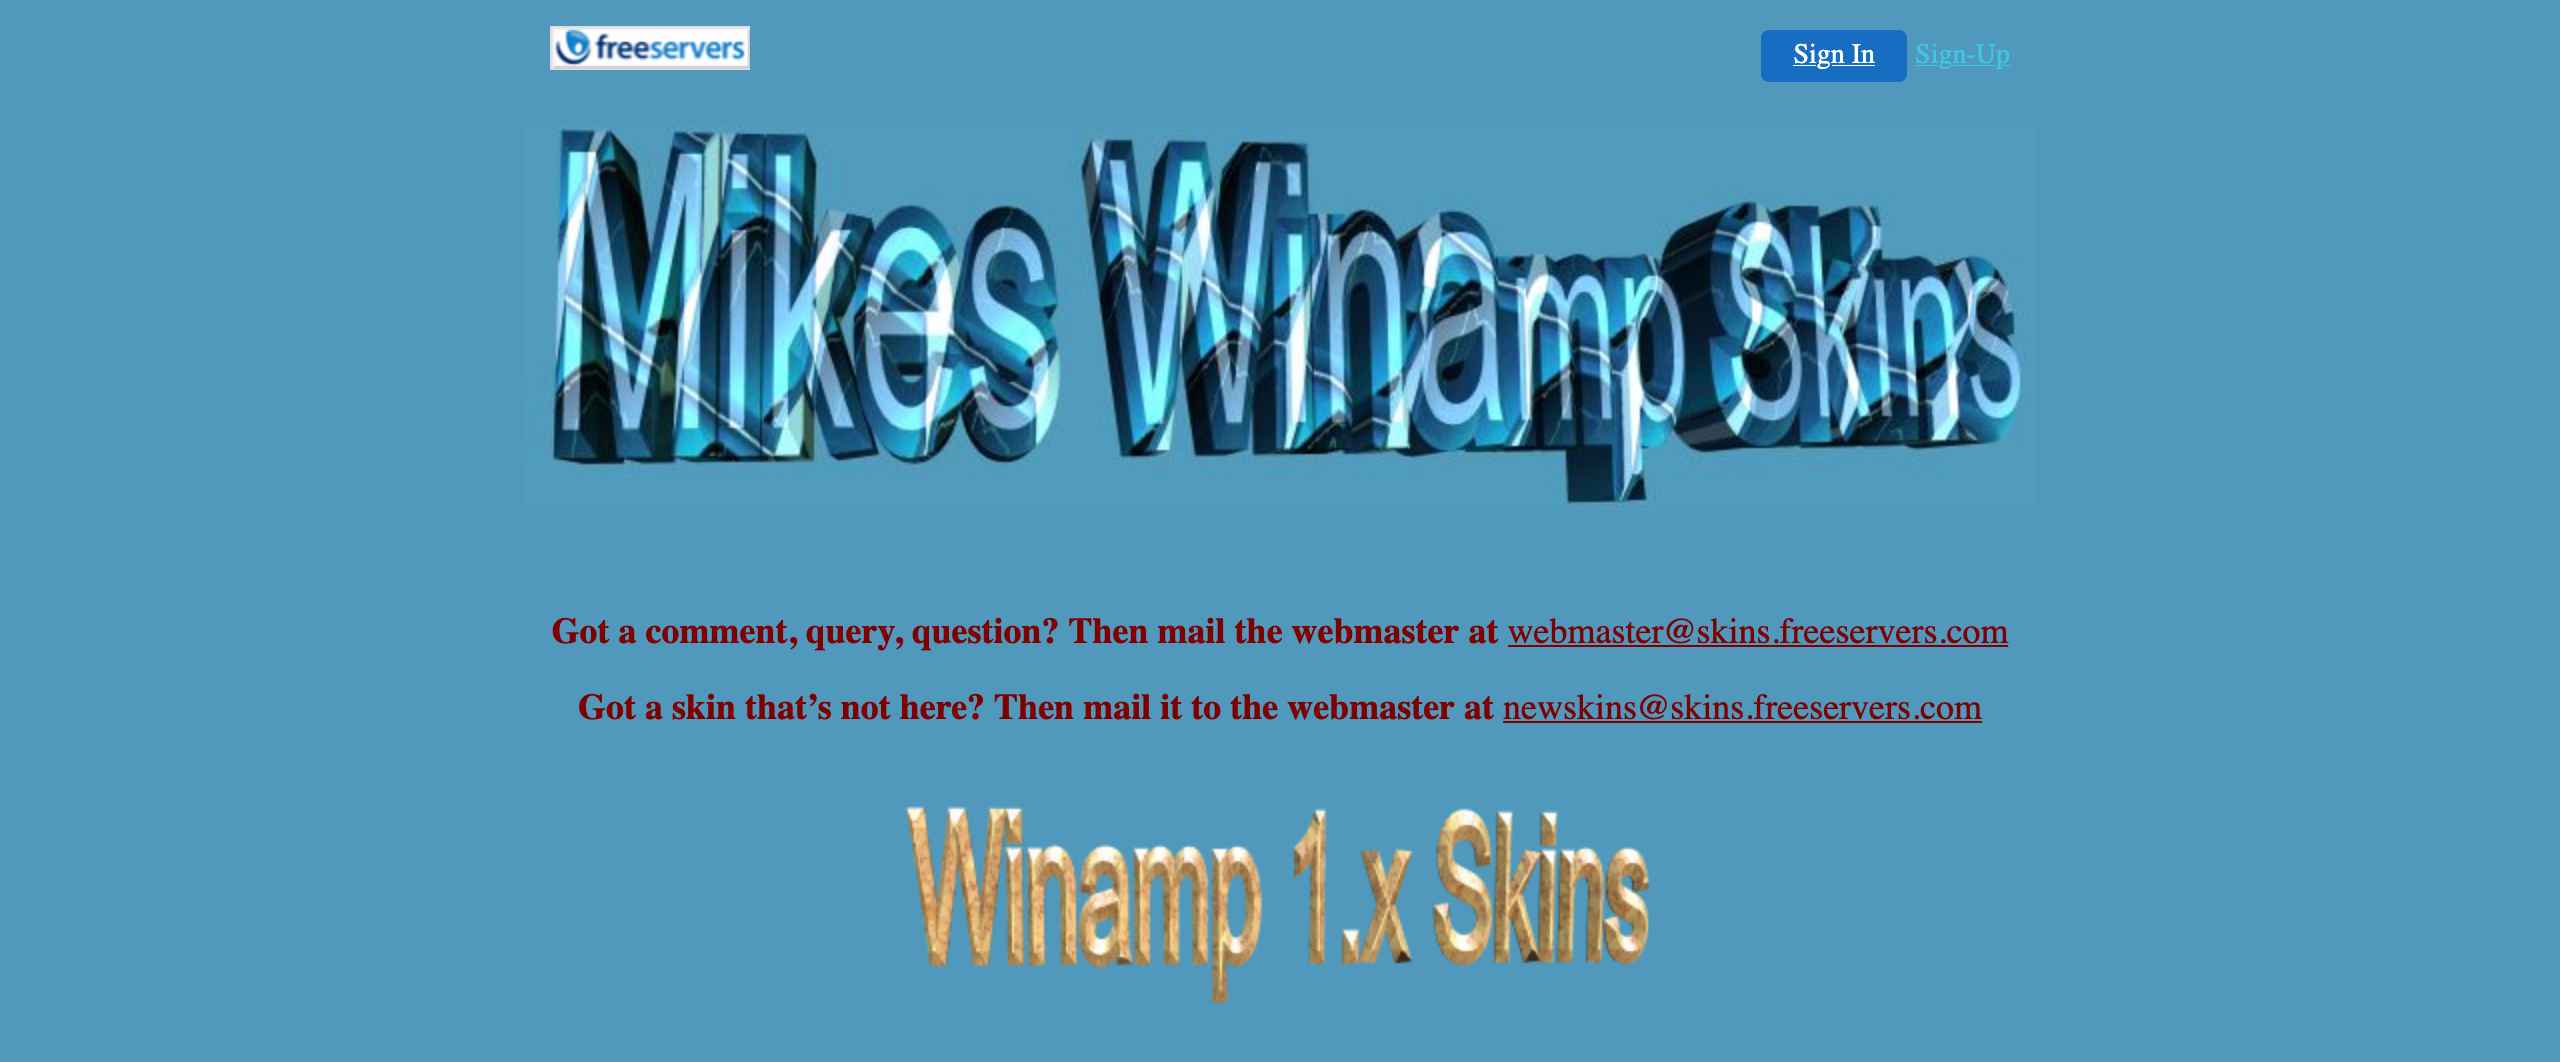 freeservers
Sign In Sign-Up
Mikes Winamp Skins
Got a comment, query, question? Then mail the webmaster at webmaster@skins.freeservers.com
Got a skin that’s not here? Then mail it to the webmaster at newskins@skins.freeservers.com
Winamp 1.x Skins